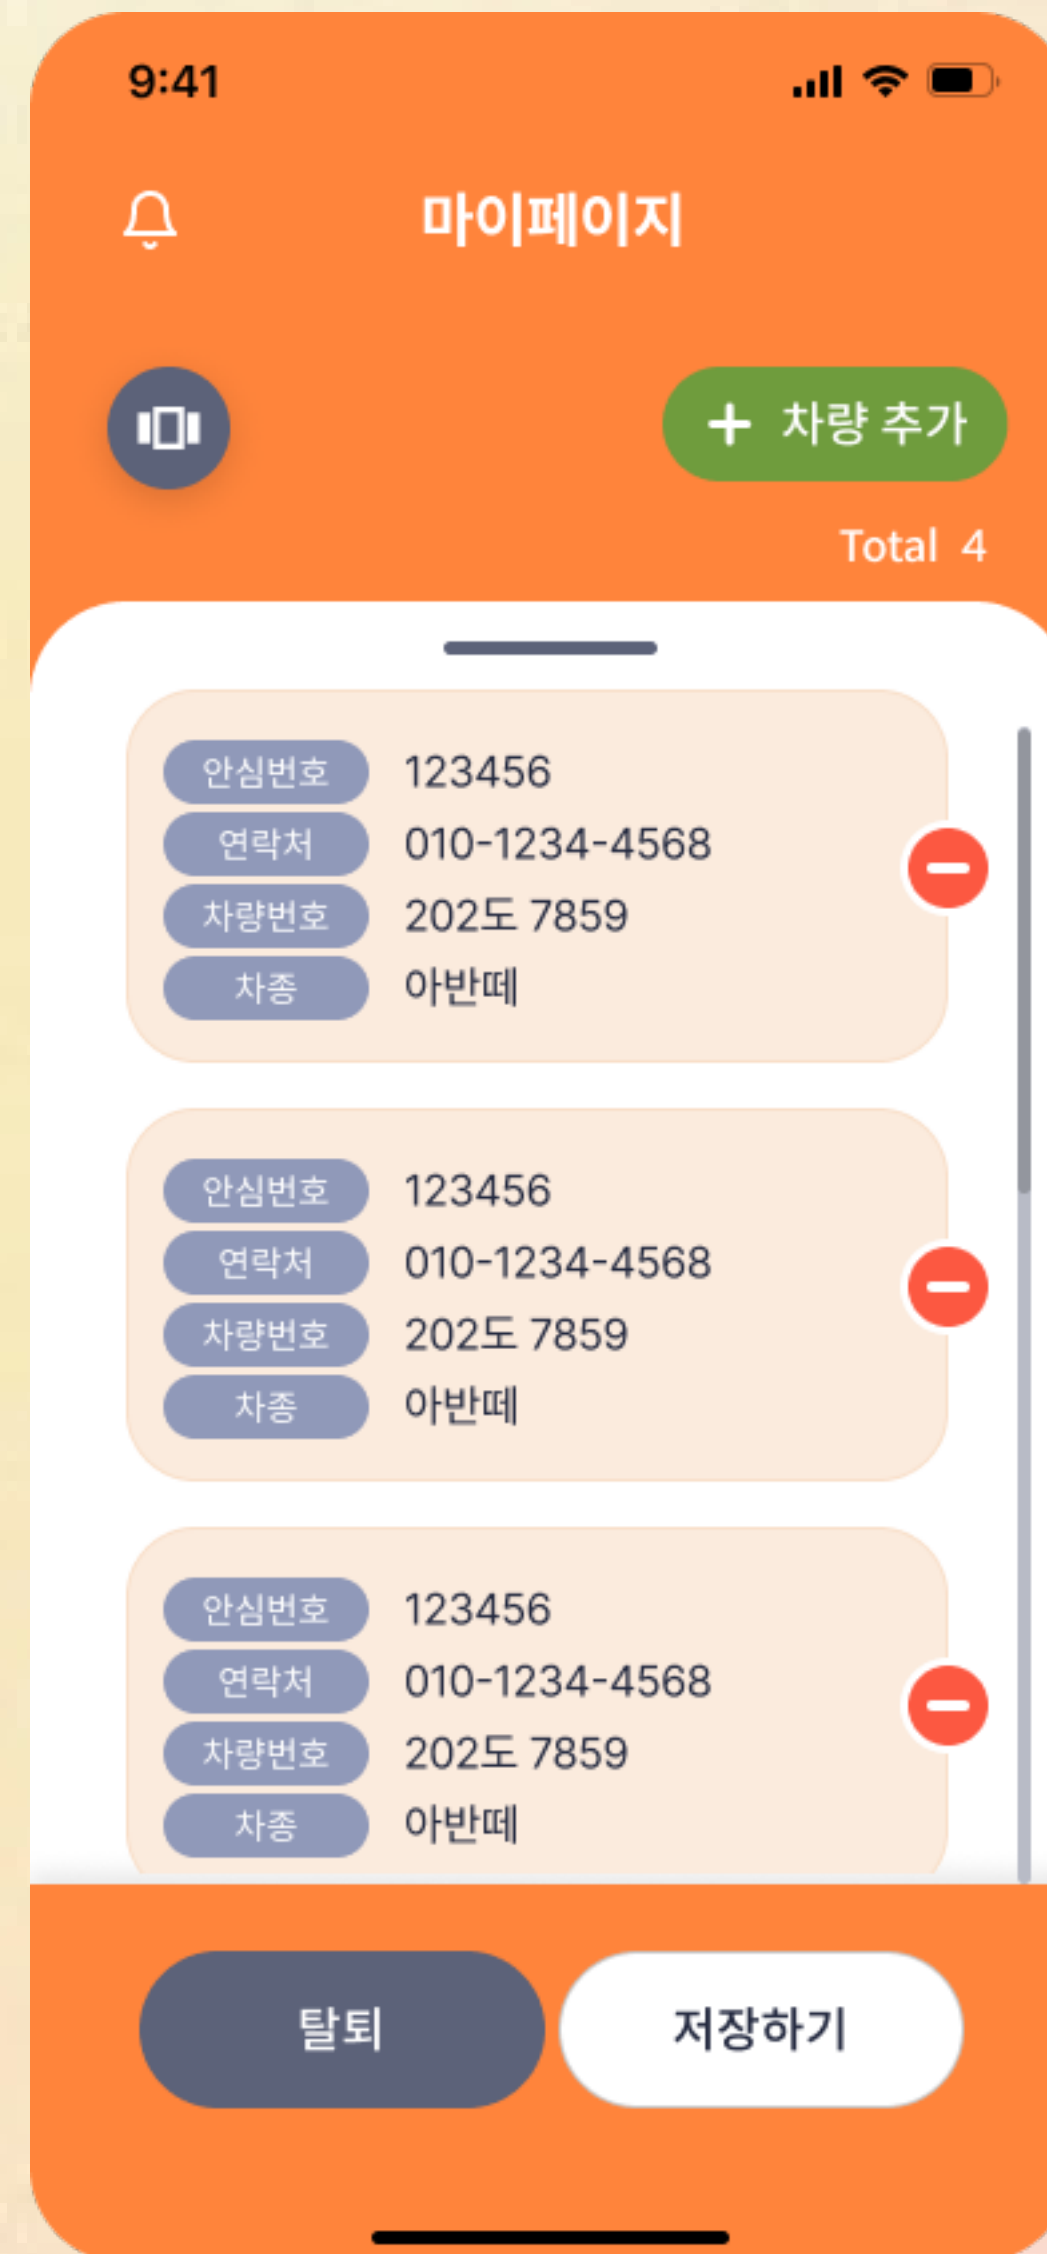 9:41
마이페이지
차량 추가
Total 4
안심번호 123456
연락처 010-1234-4568
차량번호 202도 7859
차종 아반떼
안심번호 123456
연락처 010-1234-4568
차량번호 202도 7859
차종 아반떼
안심번호 123456
연락처 010-1234-4568
차량번호 202도 7859
차종 아반떼
탈퇴 저장하기